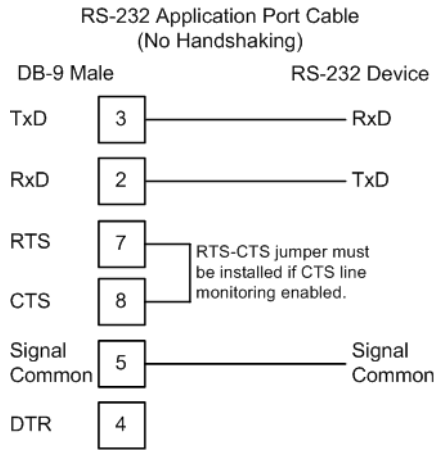 RS-232 Application Port Cable
(No Handshaking)
DB-9 Male RS-232 Device
TxD 3 RxD
RxD 2 TxD
RTS 7
RTS-CTS jumper must
be installed if CTS line
monitoring enabled.
CTS 8
Signal
Common 5 Signal
Common
DTR 4